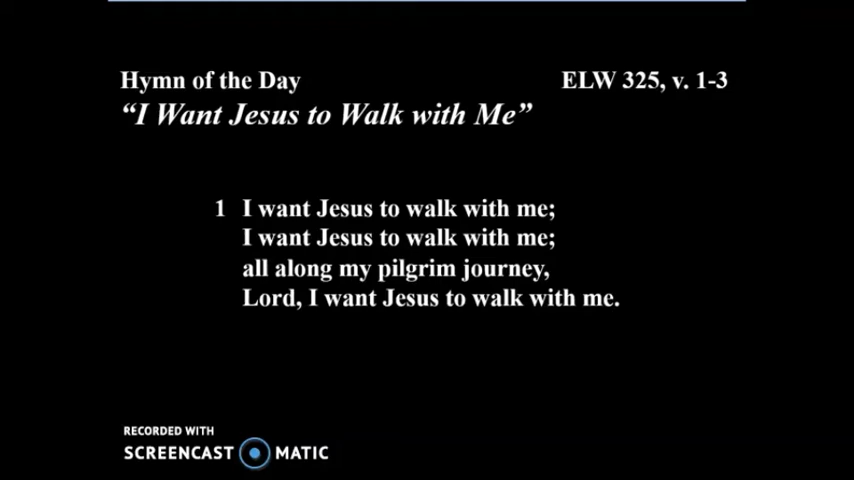 Hymn of the Day ELW 325, v. 1-3
“I Want Jesus to Walk with Me”
1 I want Jesus to walk with me;
I want Jesus to walk with me;
all along my pilgrim journey,
Lord, I want Jesus to walk with me.
RECORDED WITH
SCREENCAST MATIC